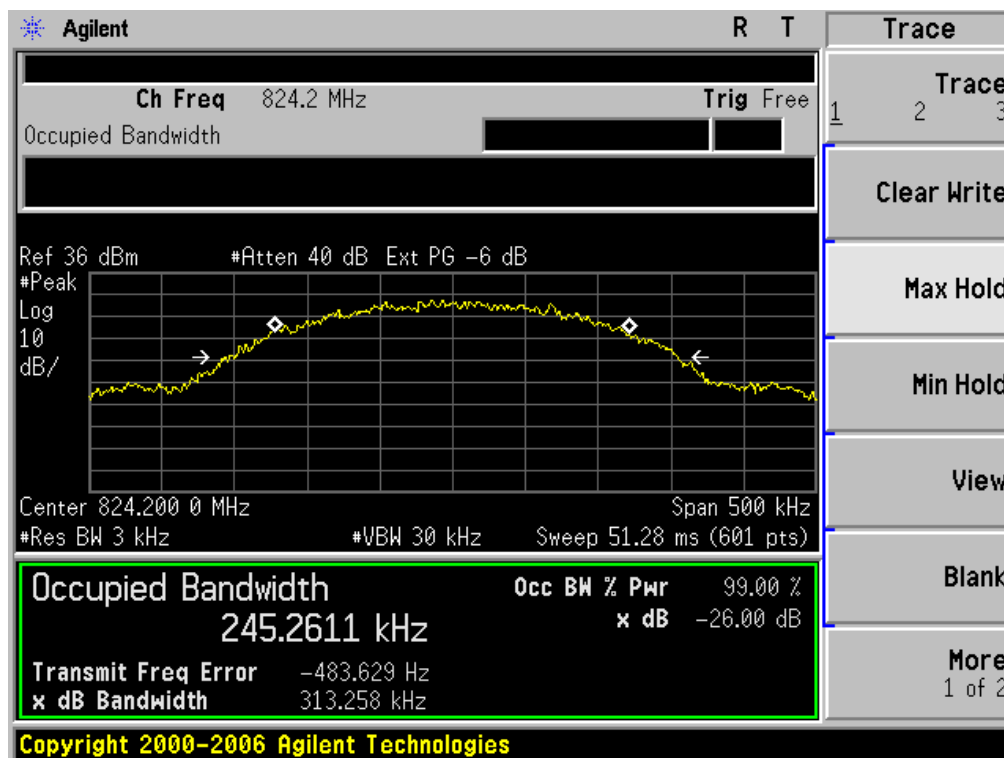 Agilent R T
Ch Freq 824.2 MHz Trig Free
Occupied Bandwidth
Ref 36 dBm #Atten 40 dB Ext PG -6 dB
#Peak
Log
10
dB/
Center 824.200 0 MHz Span 500 kHz
#Res BW 3 kHz #VBW 30 kHz Sweep 51.28 ms (601 pts)
Occupied Bandwidth
245.2611 kHz
Occ BW % Pwr 99.00 %
x dB -26.00 dB
Transmit Freq Error -483.629 Hz
x dB Bandwidth 313.258 kHz
Copyright 2000-2006 Agilent Technologies
Trace
Trace
1 2 3
Clear Write
Max Hold
Min Hold
View
Blank
More
1 of 2